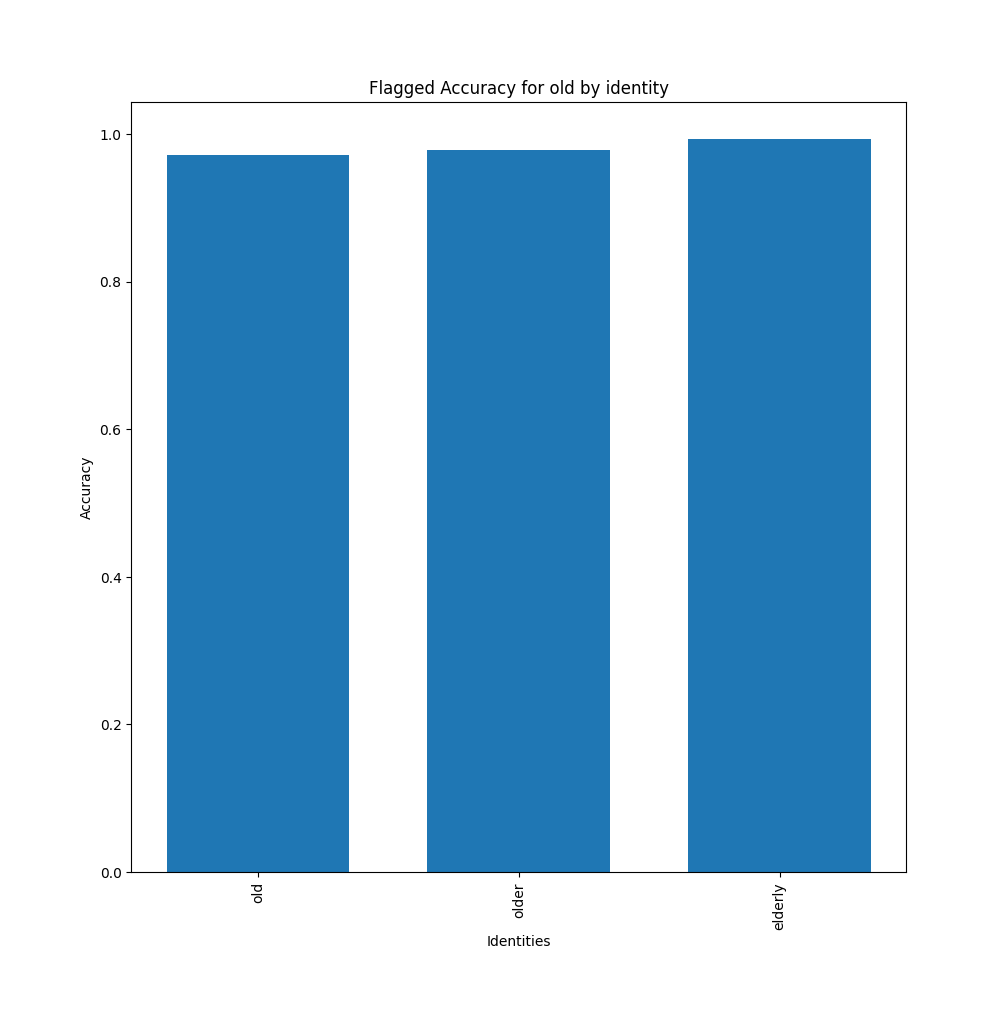 Flagged Accuracy for old by identity
1.0
0.8
0.6
0.4
0.2
0.0
Accuracy
old
older
elderly
Identities